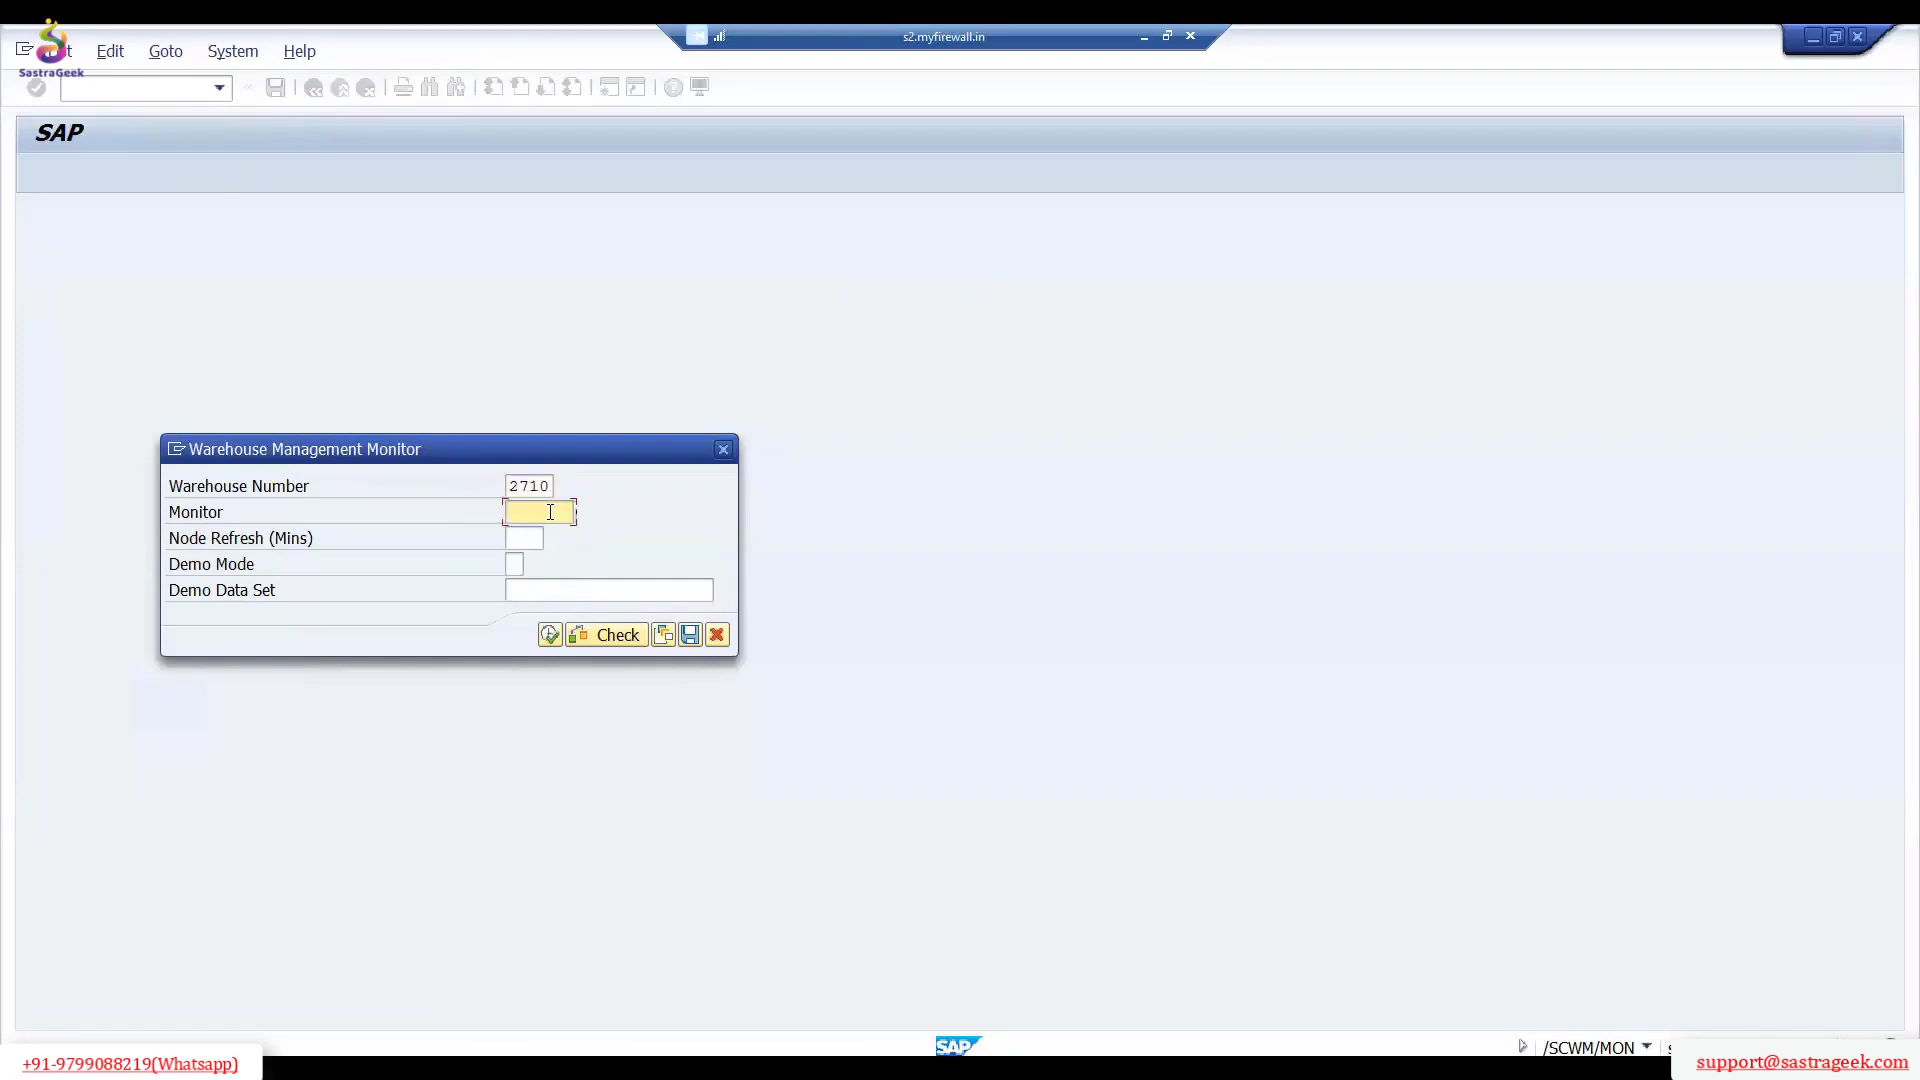 s2.myfirewall.in
Edit Goto System Help
SastraGeek
SAP
Warehouse Management Monitor
Warehouse Number 2710
Monitor
Node Refresh (Mins)
Demo Mode
Demo Data Set
Check
SAP
/SCWM/MON
+91-9799088219(Whatsapp)
support@sastrageek.com